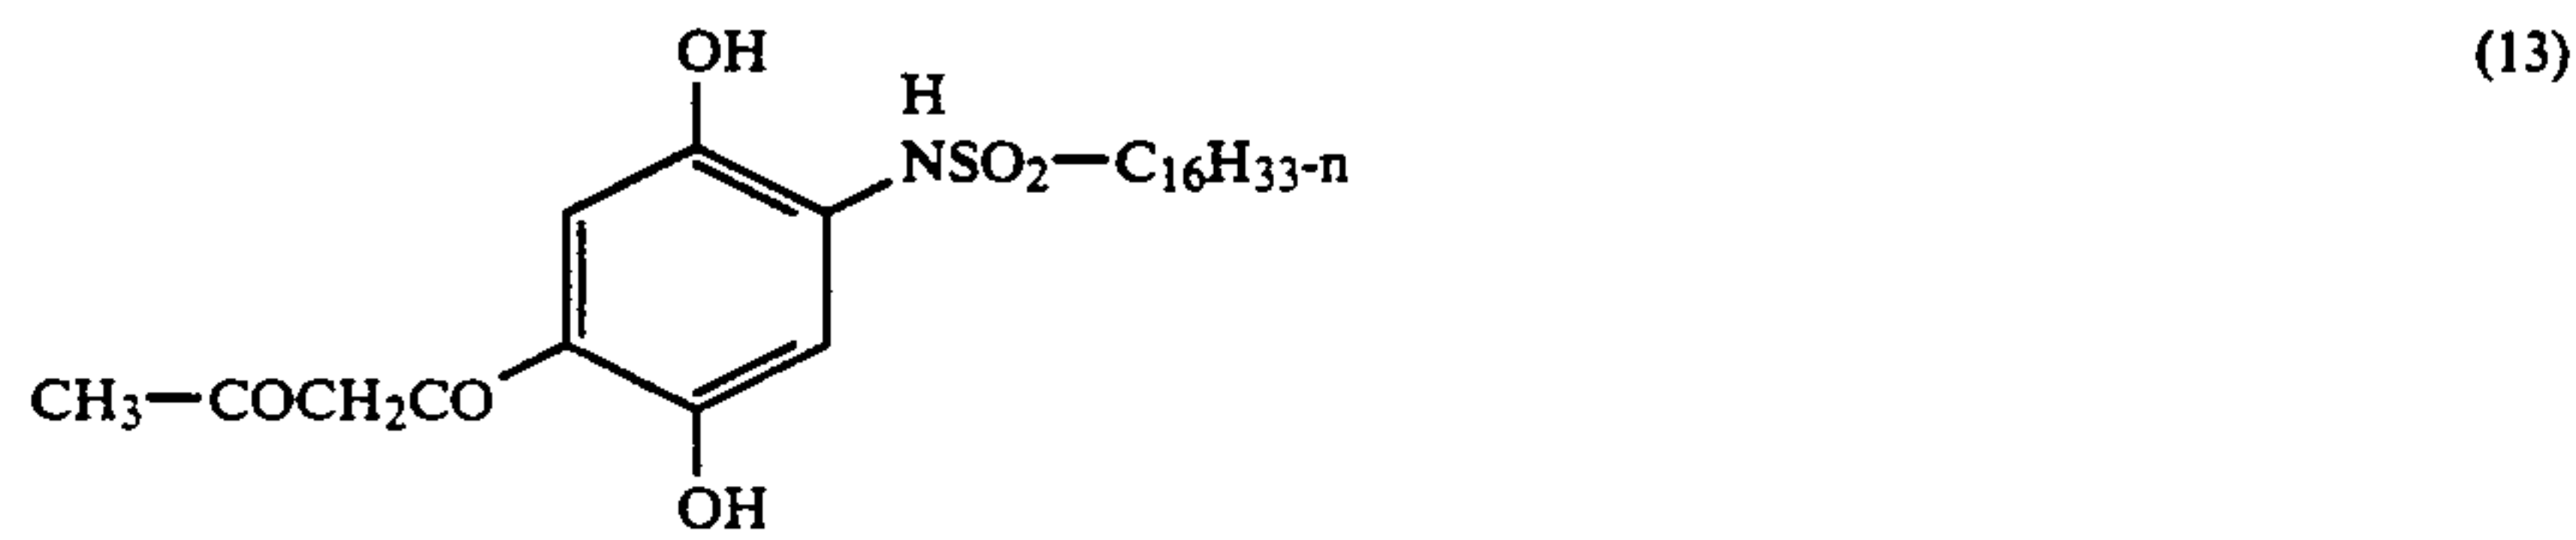 OH
(13)
H
NSO₂—C₁₆H₃₃-n
CH₃—COCH₂CO
OH